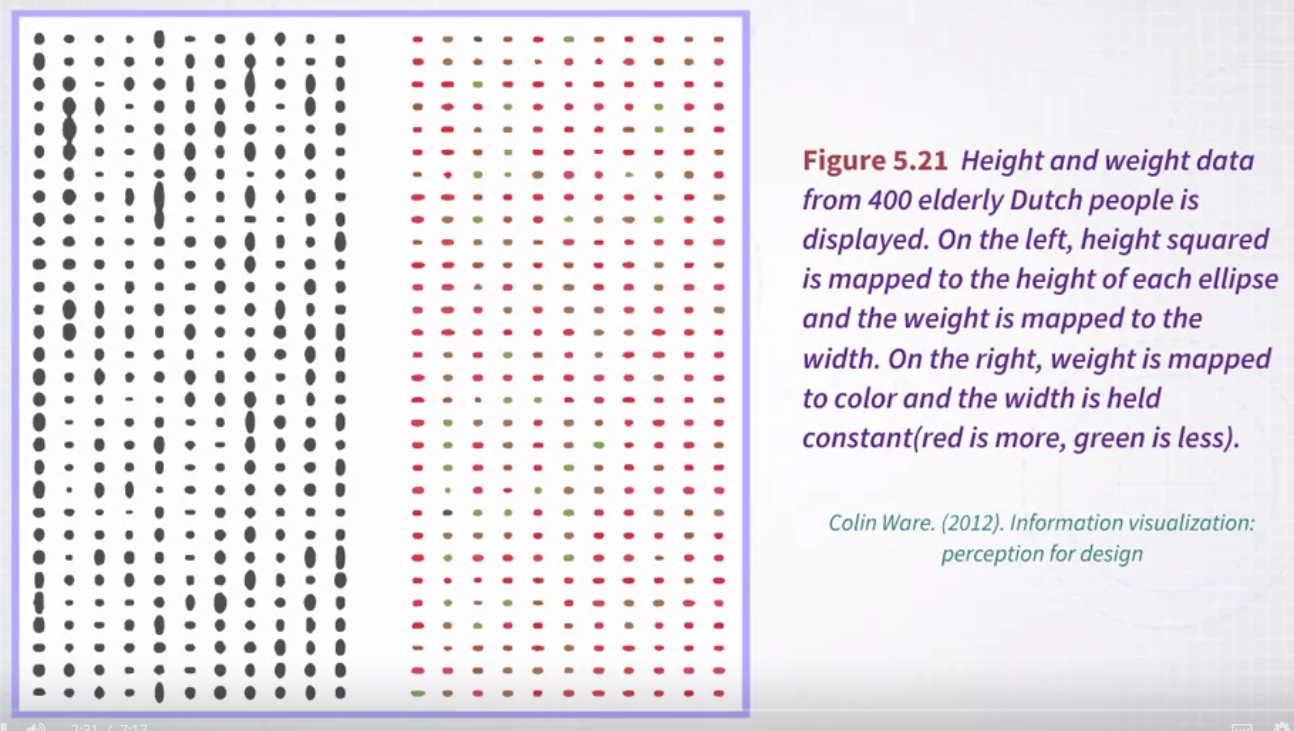 Figure 5.21 Height and weight data
from 400 elderly Dutch people is
displayed. On the left, height squared
is mapped to the height of each ellipse
and the weight is mapped to the
width. On the right, weight is mapped
to color and the width is held
constant(red is more, green is less).
Colin Ware. (2012). Information visualization:
perception for design
2:31 / 7:13